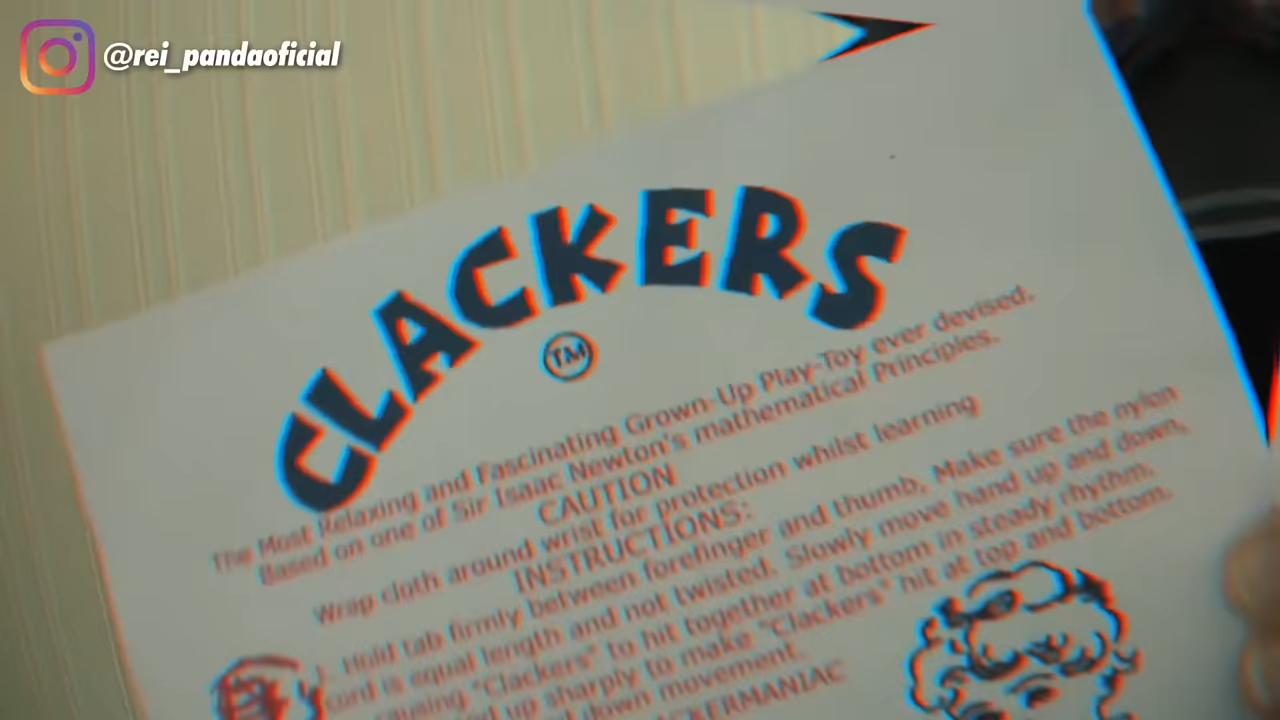 @rei_pandaoficial
CLACKERS
TM
The Most Relaxing and Fascinating Grown-Up Play-Toy ever devised.
Based on one of Sir Isaac Newton's mathematical Principles.
CAUTION
Wrap cloth around wrist for protection whilst learning
INSTRUCTIONS:
Hold tab firmly between forefinger and thumb, Make sure the nylon
cord is equal length and not twisted. Slowly move hand up and down,
causing "Clackers" to hit together at bottom in steady rhythm.
up sharply to make "Clackers" hit at top and bottom.
down movement.